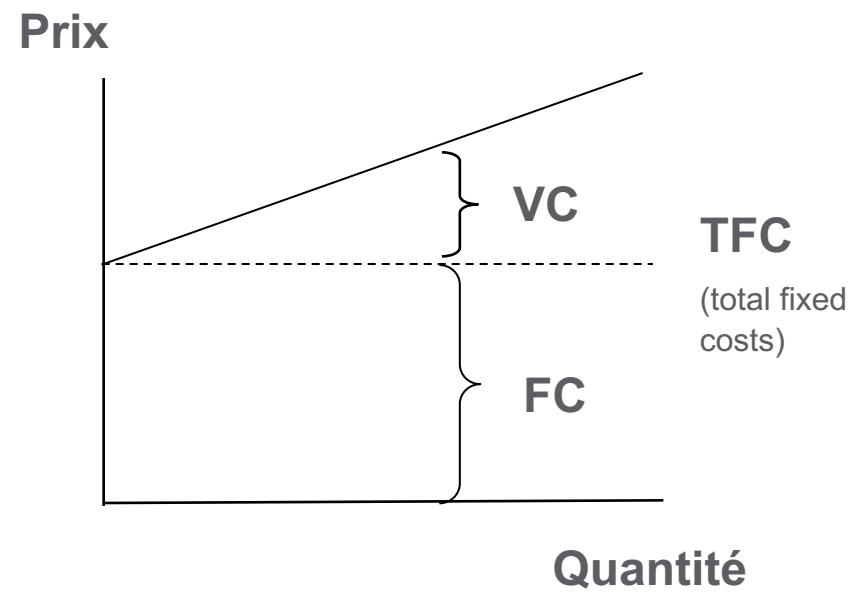 Prix
VC
TFC
(total fixed
costs)
FC
Quantité